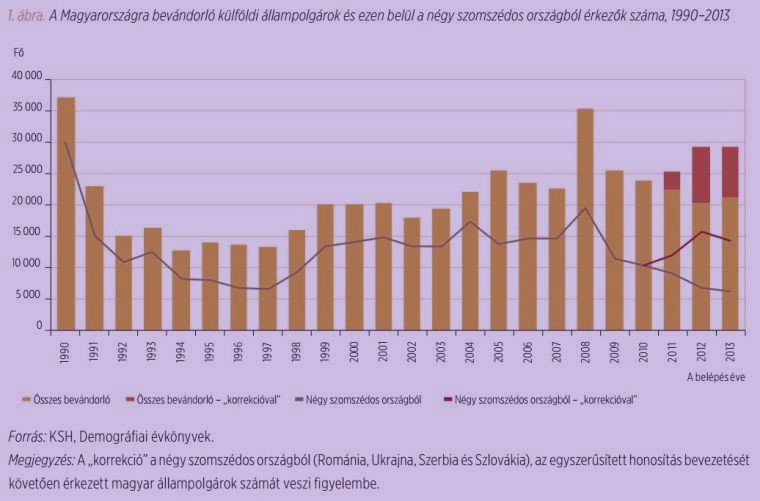 1. ábra. A Magyarországra bevándorló külföldi állampolgárok és ezen belül a négy szomszédos országból érkezők száma, 1990–2013
Fő
40 000
35 000
30 000
25 000
20 000
15 000
10 000
5 000
0
1990 1991 1992 1993 1994 1995 1996 1997 1998 1999 2000 2001 2002 2003 2004 2005 2006 2007 2008 2009 2010 2011 2012 2013
A belépés éve
Összes bevándorló Összes bevándorló – „korrekcióval” Négy szomszédos országból Négy szomszédos országból – „korrekcióval”
Forrás: KSH, Demográfiai évkönyvek.
Megjegyzés: A „korrekció” a négy szomszédos országból (Románia, Ukrajna, Szerbia és Szlovákia), az egyszerűsített honosítás bevezetését
követően érkezett magyar állampolgárok számát veszi figyelembe.